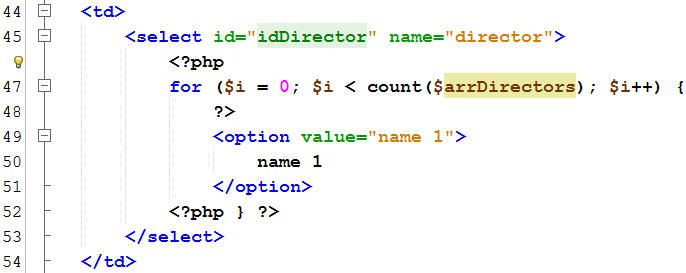 44 <td>
45 <select id="idDirector" name="director">
<?php
47 for ($i = 0; $i < count($arrDirectors); $i++) {
48 ?>
49 <option value="name 1">
50 name 1
51 </option>
52 <?php } ?>
53 </select>
54 </td>